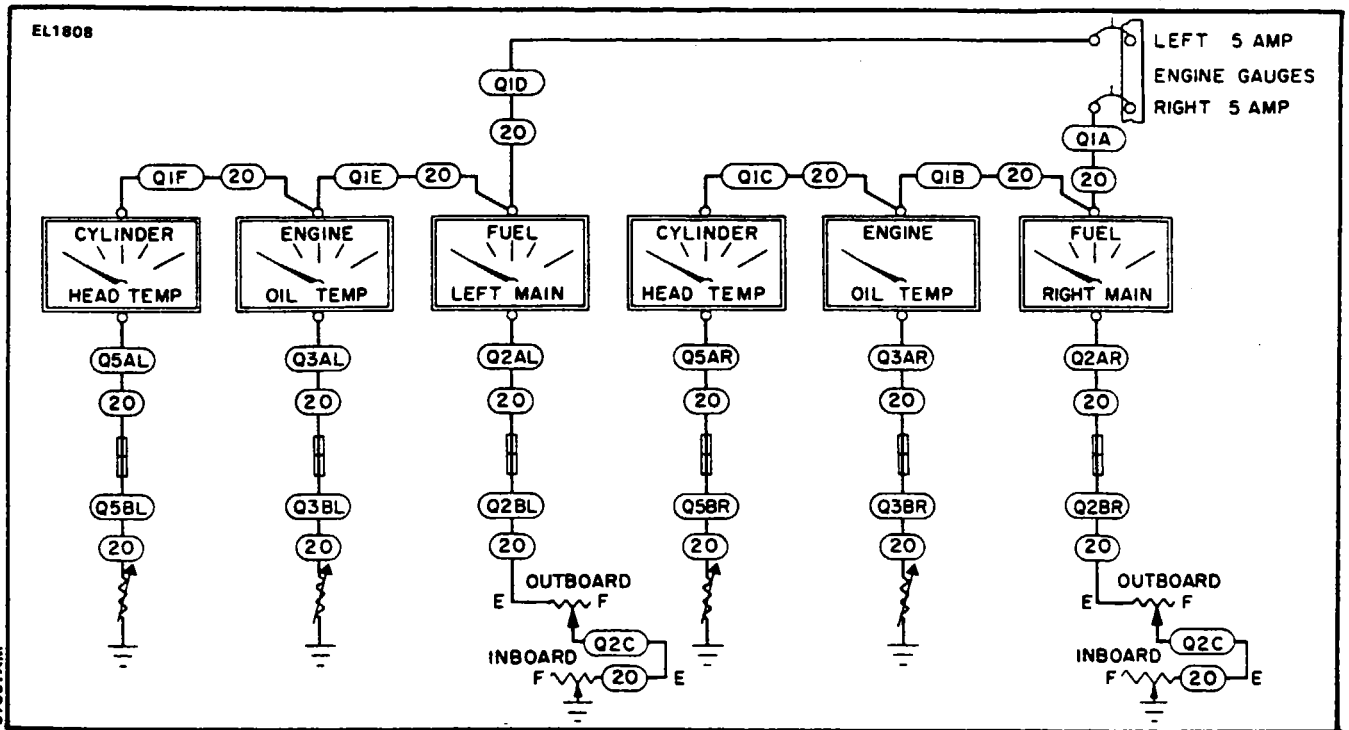 EL1808
LEFT 5 AMP
ENGINE GAUGES
RIGHT 5 AMP
Q1D
20
Q1A
20
Q1F 20
Q1E 20
Q1C 20
Q1B 20
CYLINDER
HEAD TEMP
ENGINE
OIL TEMP
FUEL
LEFT MAIN
CYLINDER
HEAD TEMP
ENGINE
OIL TEMP
FUEL
RIGHT MAIN
Q5AL
Q3AL
Q2AL
Q5AR
Q3AR
Q2AR
20
20
20
20
20
20
Q5BL
Q3BL
Q2BL
Q5BR
Q3BR
Q2BR
20
20
20
20
20
20
OUTBOARD
E F
Q2C
INBOARD
F 20 E
OUTBOARD
E F
Q2C
INBOARD
F 20 E